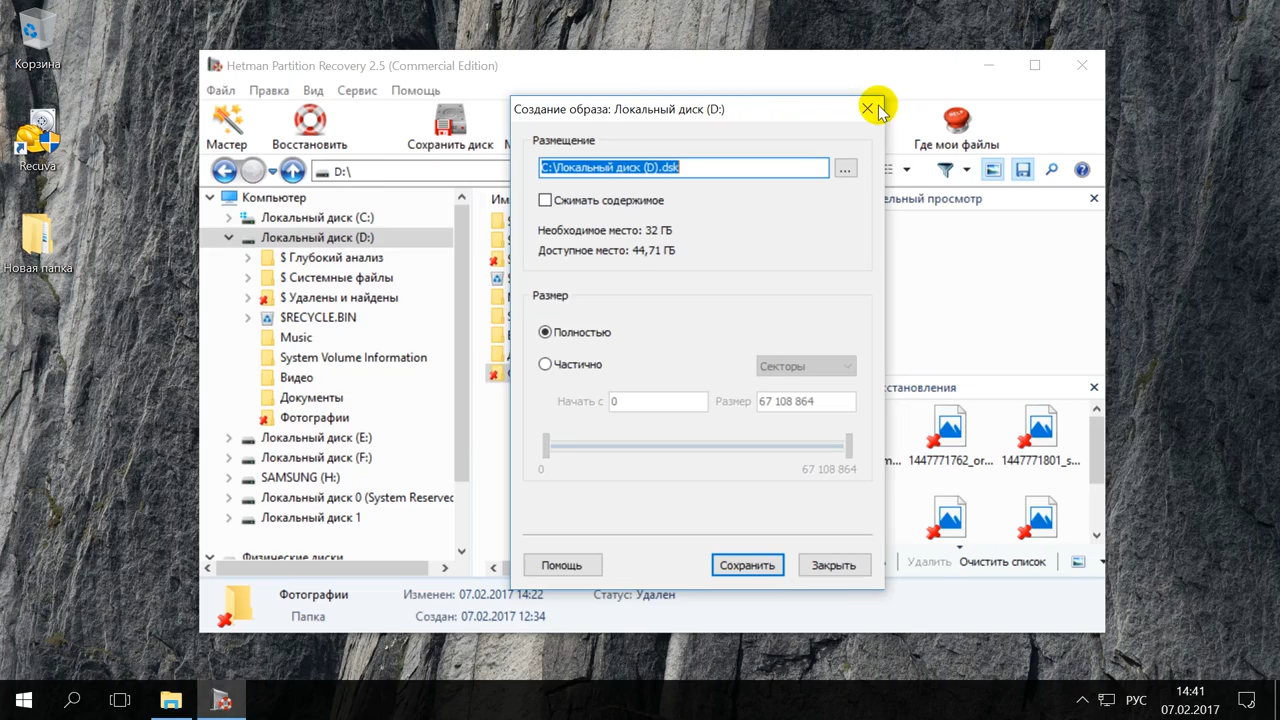 Корзина
Recuva
Новая папка
Hetman Partition Recovery 2.5 (Commercial Edition)
Файл Правка Вид Сервис Помощь
Мастер Восстановить Сохранить диск Где мои файлы
D:\
Компьютер
Локальный диск (C:)
Локальный диск (D:)
$ Глубокий анализ
$ Системные файлы
$ Удалены и найдены
$RECYCLE.BIN
Music
System Volume Information
Видео
Документы
Фотографии
Локальный диск (E:)
Локальный диск (F:)
SAMSUNG (H:)
Локальный диск 0 (System Reserved
Локальный диск 1
Физические диски
Создание образа: Локальный диск (D:)
Размещение
C:\Локальный диск (D).dsk
...
Сжимать содержимое
Необходимое место: 32 ГБ
Доступное место: 44,71 ГБ
Размер
Полностью
Частично Секторы
Начать с 0 Размер 67 108 864
0 67 108 864
Помощь Сохранить Закрыть
ельный просмотр
становления
1447771762_or... 1447771801_s...
Удалить Очистить список
Фотографии Изменен: 07.02.2017 14:22 Статус: Удален
Папка Создан: 07.02.2017 12:34
РУС
14:41
07.02.2017